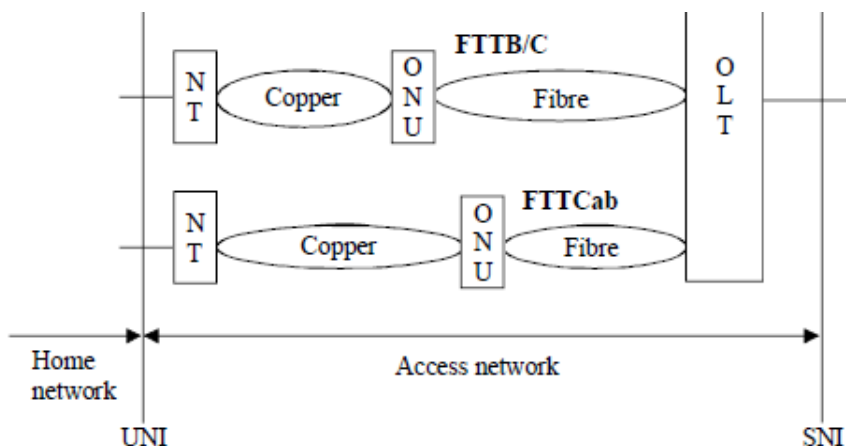 FTTB/C
N
T
Copper
O
N
U
Fibre
O
L
T
FTTCab
N
T
Copper
O
N
U
Fibre
Home
network
Access network
UNI
SNI